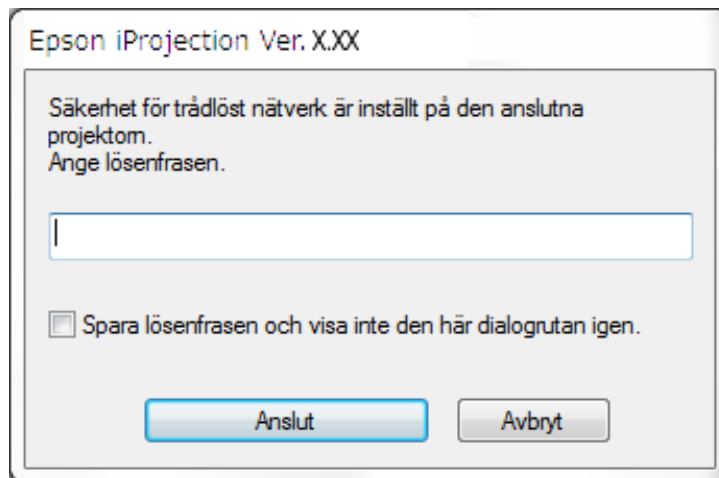 Epson iProjection Ver. X.XX
Säkerhet för trådlöst nätverk är inställt på den anslutna
projektorn.
Ange lösenfrasen.
Spara lösenfrasen och visa inte den här dialogrutan igen.
Anslut
Avbryt